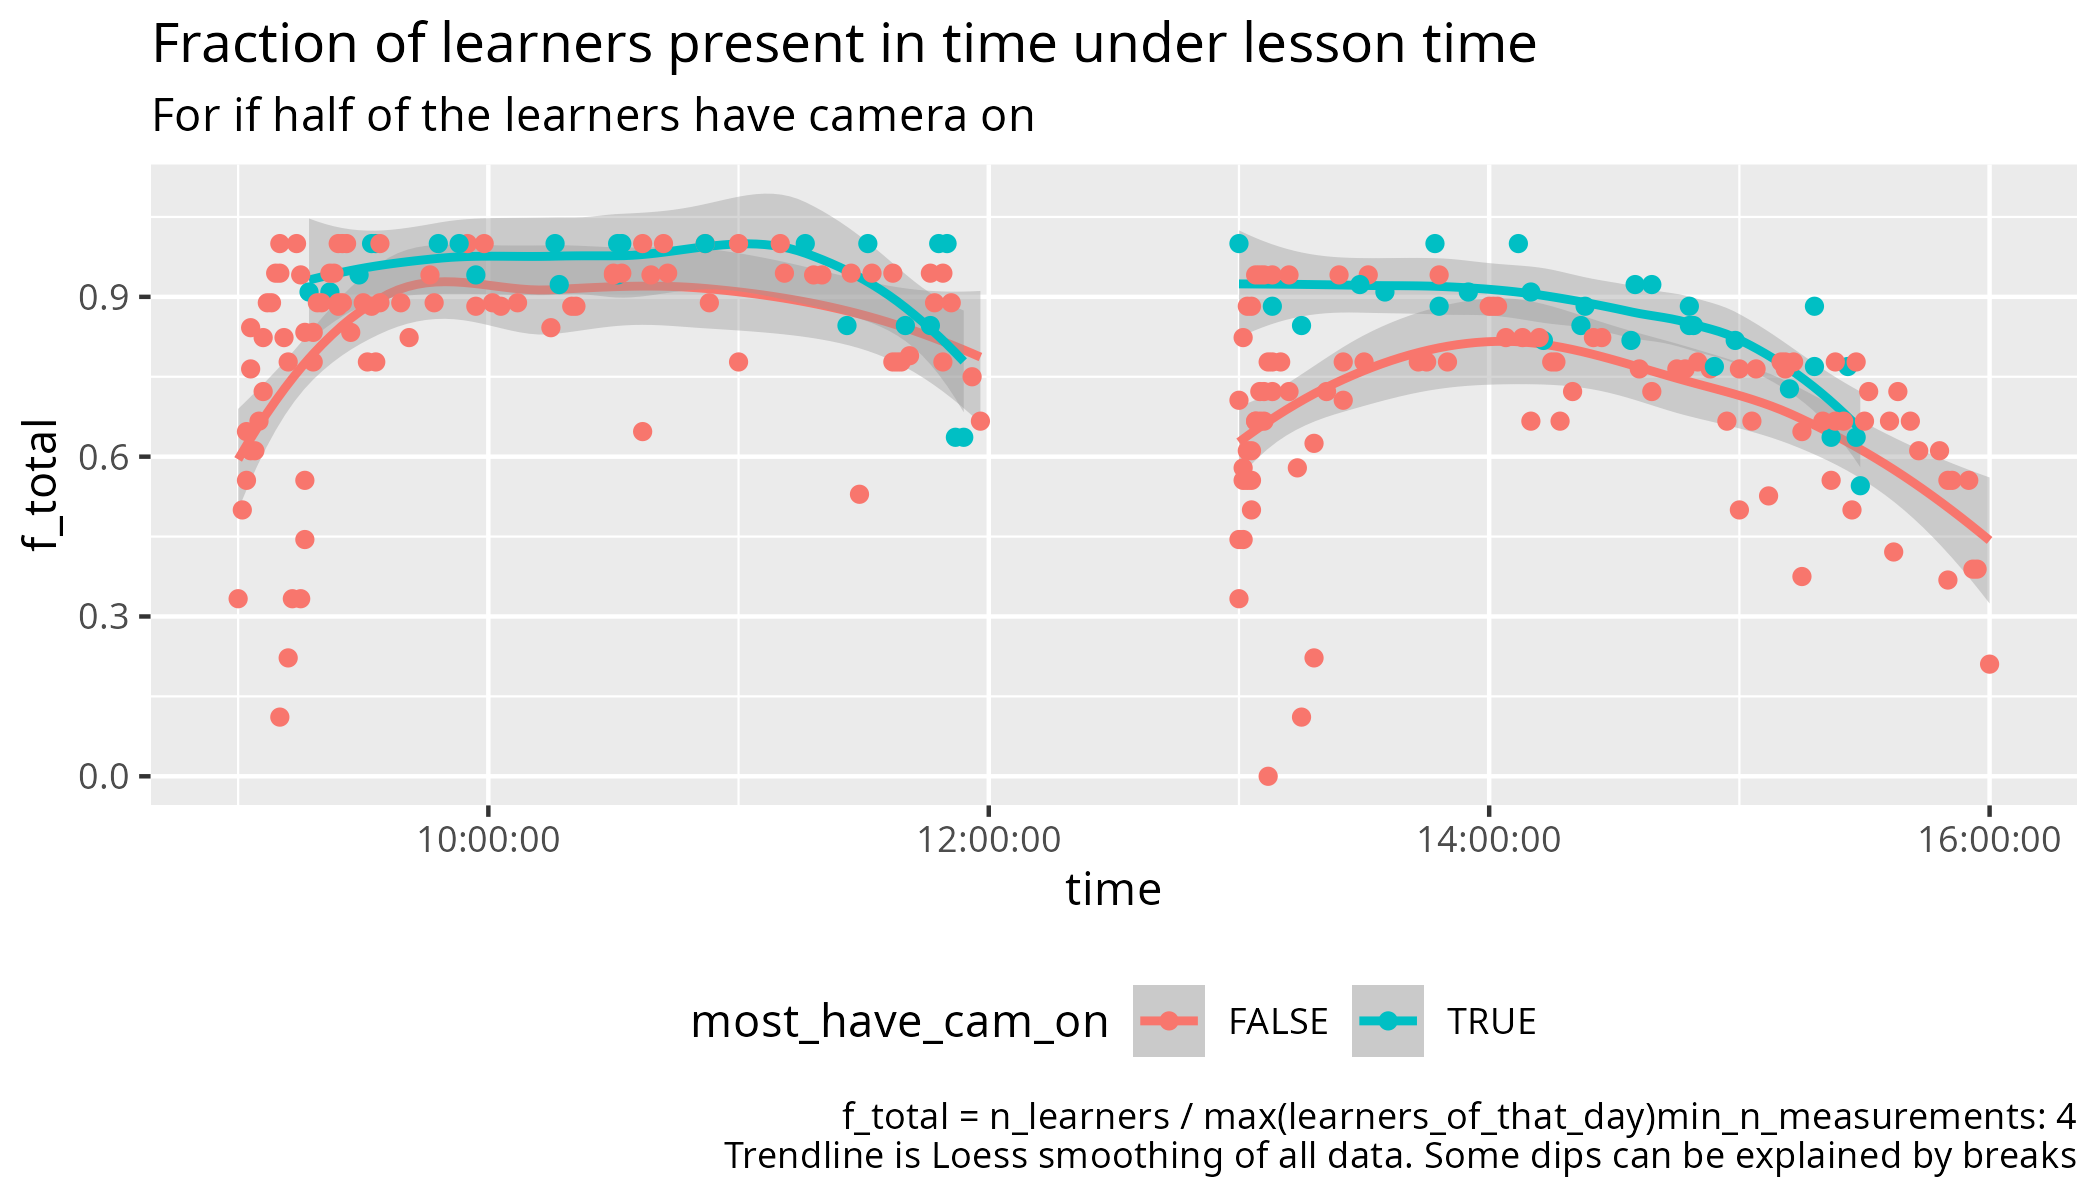 Fraction of learners present in time under lesson time
For if half of the learners have camera on
f_total
0.9
0.6
0.3
0.0
10:00:00
12:00:00
14:00:00
16:00:00
time
most_have_cam_on
FALSE
TRUE
f_total = n_learners / max(learners_of_that_day)min_n_measurements: 4
Trendline is Loess smoothing of all data. Some dips can be explained by breaks